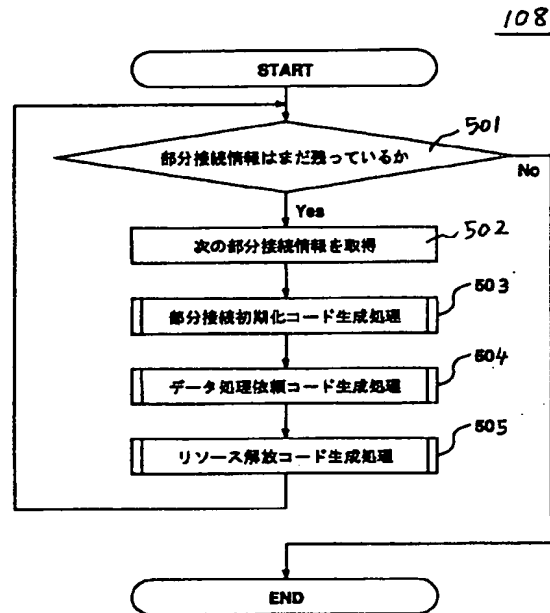 108
START
501
部分接続情報はまだ残っているか
No
Yes
502
次の部分接続情報を取得
503
部分接続初期化コード生成処理
504
データ処理依頼コード生成処理
505
リソース解放コード生成処理
END